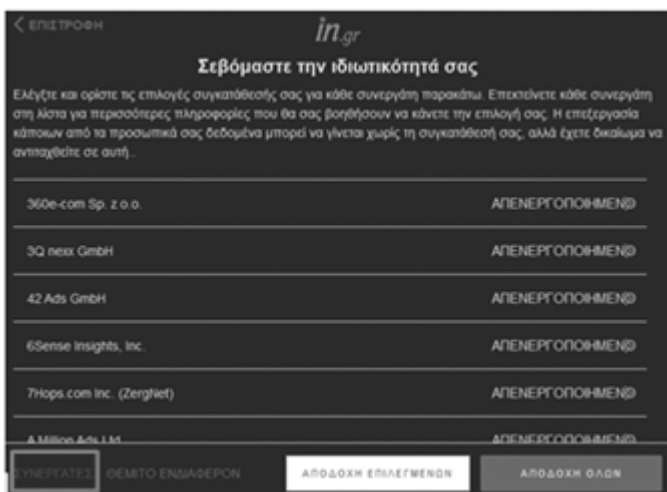 < ΕΠΙΣΤΡΟΦΗ
in.gr
Σεβόμαστε την ιδιωτικότητά σας
Ελέγξτε και ορίστε τις επιλογές συγκατάθεσής σας για κάθε συνεργάτη παρακάτω. Επεκτείνετε κάθε συνεργάτη
στη λίστα για περισσότερες πληροφορίες που θα σας βοηθήσουν να κάνετε την επιλογή σας. Η επεξεργασία
κάποιων από τα προσωπικά σας δεδομένα μπορεί να γίνεται χωρίς τη συγκατάθεσή σας, αλλά έχετε δικαίωμα να
αντιταχθείτε σε αυτή..
360e-com Sp. z o.o. ΑΠΕΝΕΡΓΟΠΟΙΗΜΕΝΟ
3Q nexx GmbH ΑΠΕΝΕΡΓΟΠΟΙΗΜΕΝΟ
42 Ads GmbH ΑΠΕΝΕΡΓΟΠΟΙΗΜΕΝΟ
6Sense Insights, Inc. ΑΠΕΝΕΡΓΟΠΟΙΗΜΕΝΟ
7Hops.com Inc. (ZergNet) ΑΠΕΝΕΡΓΟΠΟΙΗΜΕΝΟ
A Million Ads Ltd ΑΠΕΝΕΡΓΟΠΟΙΗΜΕΝΟ
ΣΥΝΕΡΓΑΤΕΣ ΘΕΜΙΤΟ ΕΝΔΙΑΦΕΡΟΝ ΑΠΟΔΟΧΗ ΕΠΙΛΕΓΜΕΝΩΝ ΑΠΟΔΟΧΗ ΟΛΩΝ